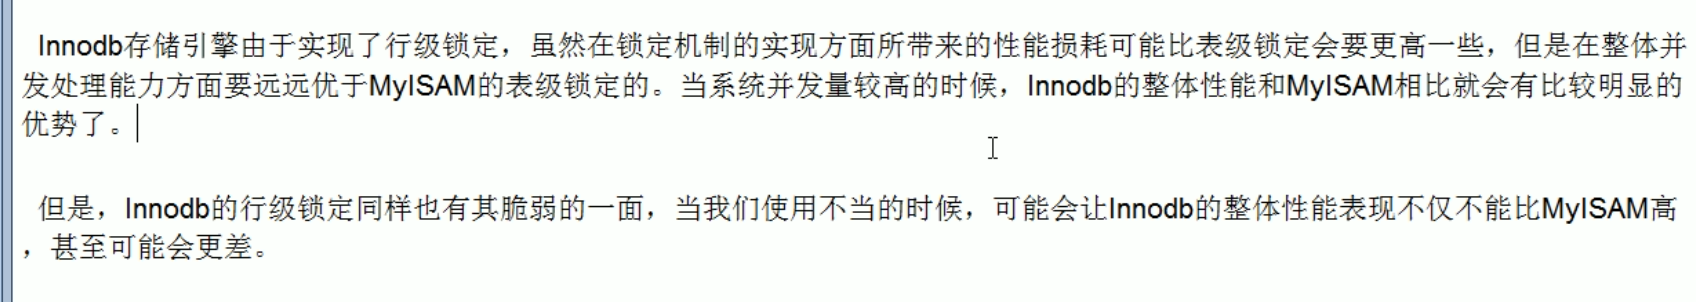 Innodb存储引擎由于实现了行级锁定，虽然在锁定机制的实现方面所带来的性能损耗可能比表级锁定会要更高一些，但是在整体并
发处理能力方面要远远优于MyISAM的表级锁定的。当系统并发量较高的时候，Innodb的整体性能和MyISAM相比就会有比较明显的
优势了。
但是，Innodb的行级锁定同样也有其脆弱的一面，当我们使用不当的时候，可能会让Innodb的整体性能表现不仅不能比MyISAM高
，甚至可能会更差。